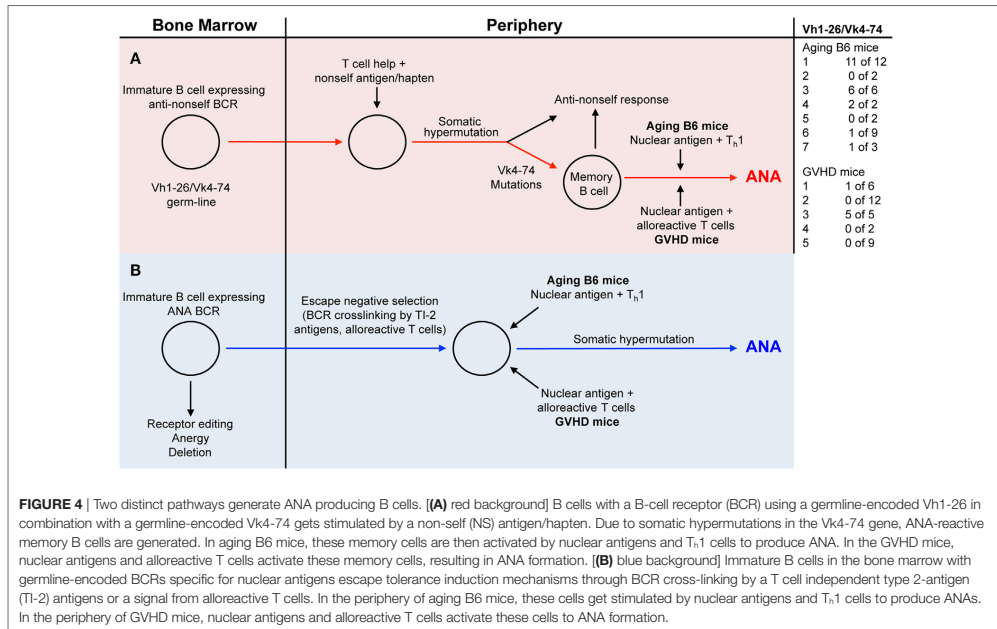 Bone Marrow
Periphery
Vh1-26/Vk4-74
A
Immature B cell expressing
anti-nonself BCR
Vh1-26/Vk4-74
germ-line
T cell help +
nonself antigen/hapten
Somatic
hypermutation
Anti-nonself response
Vk4-74
Mutations
Memory
B cell
Aging B6 mice
Nuclear antigen + Th1
Nuclear antigen +
alloreactive T cells
GVHD mice
ANA
Aging B6 mice
1 11 of 12
2 0 of 2
3 6 of 6
4 2 of 2
5 0 of 2
6 1 of 9
7 1 of 3
GVHD mice
1 1 of 6
2 0 of 12
3 5 of 5
4 0 of 2
5 0 of 9
B
Immature B cell expressing
ANA BCR
Receptor editing
Anergy
Deletion
Escape negative selection
(BCR crosslinking by TI-2
antigens, alloreactive T cells)
Aging B6 mice
Nuclear antigen + Th1
Somatic hypermutation
Nuclear antigen +
alloreactive T cells
GVHD mice
ANA
FIGURE 4 | Two distinct pathways generate ANA producing B cells. [(A) red background] B cells with a B-cell receptor (BCR) using a germline-encoded Vh1-26 in
combination with a germline-encoded Vk4-74 gets stimulated by a non-self (NS) antigen/hapten. Due to somatic hypermutations in the Vk4-74 gene, ANA-reactive
memory B cells are generated. In aging B6 mice, these memory cells are then activated by nuclear antigens and Th1 cells to produce ANA. In the GVHD mice,
nuclear antigens and alloreactive T cells activate these memory cells, resulting in ANA formation. [(B) blue background] Immature B cells in the bone marrow with
germline-encoded BCRs specific for nuclear antigens escape tolerance induction mechanisms through BCR cross-linking by a T cell independent type 2-antigen
(TI-2) antigens or a signal from alloreactive T cells. In the periphery of aging B6 mice, these cells get stimulated by nuclear antigens and Th1 cells to produce ANAs.
In the periphery of GVHD mice, nuclear antigens and alloreactive T cells activate these cells to ANA formation.